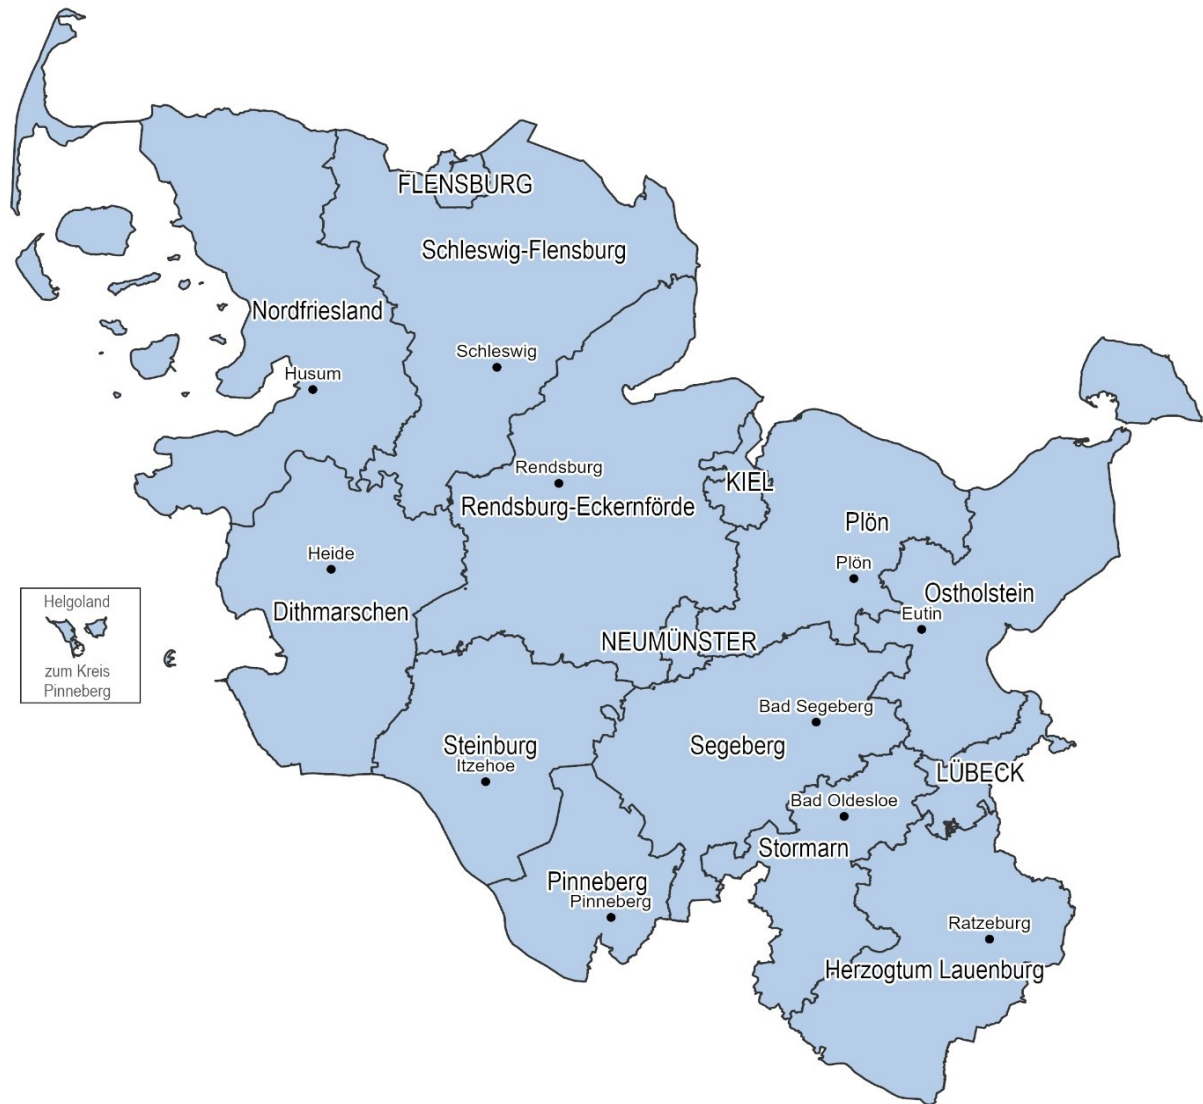 FLENSBURG
Schleswig-Flensburg
Nordfriesland
Schleswig
Husum
Rendsburg
KIEL
Rendsburg-Eckernförde
Plön
Heide
Plön
Ostholstein
Helgoland
Dithmarschen
Eutin
NEUMÜNSTER
zum Kreis
Pinneberg
Bad Segeberg
Steinburg
Segeberg
Itzehoe
LÜBECK
Bad Oldesloe
Stormarn
Pinneberg
Pinneberg
Ratzeburg
Herzogtum Lauenburg